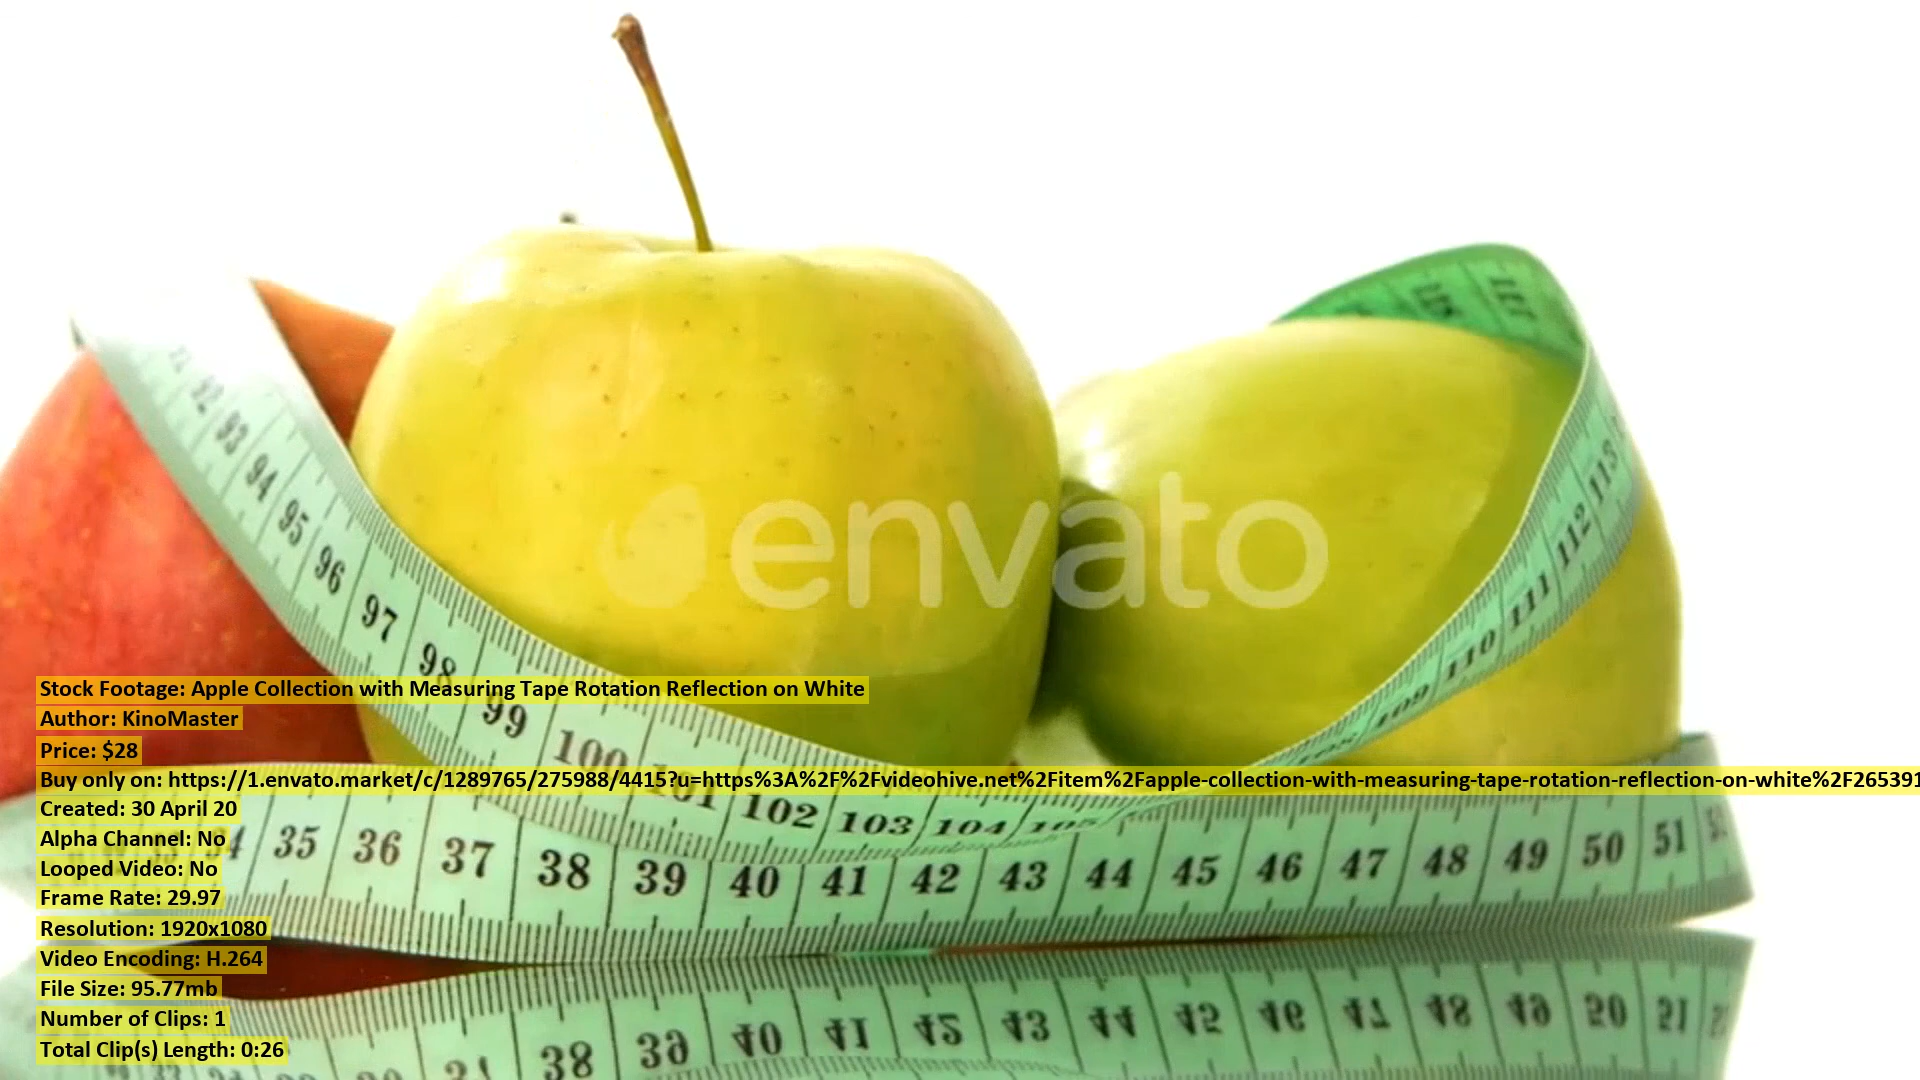 envato
Stock Footage: Apple Collection with Measuring Tape Rotation Reflection on White
Author: KinoMaster
Price: $28
Buy only on: https://1.envato.market/c/1289765/275988/4415?u=https%3A%2F%2Fvideohive.net%2Fitem%2Fapple-collection-with-measuring-tape-rotation-reflection-on-white%2F265391
Created: 30 April 20
Alpha Channel: No
Looped Video: No
Frame Rate: 29.97
Resolution: 1920x1080
Video Encoding: H.264
File Size: 95.77mb
Number of Clips: 1
Total Clip(s) Length: 0:26
92 93 94 95 96 97 98 99 100 101 102 103 104 105
109 110 111 112 113
34 35 36 37 38 39 40 41 42 43 44 45 46 47 48 49 50 51